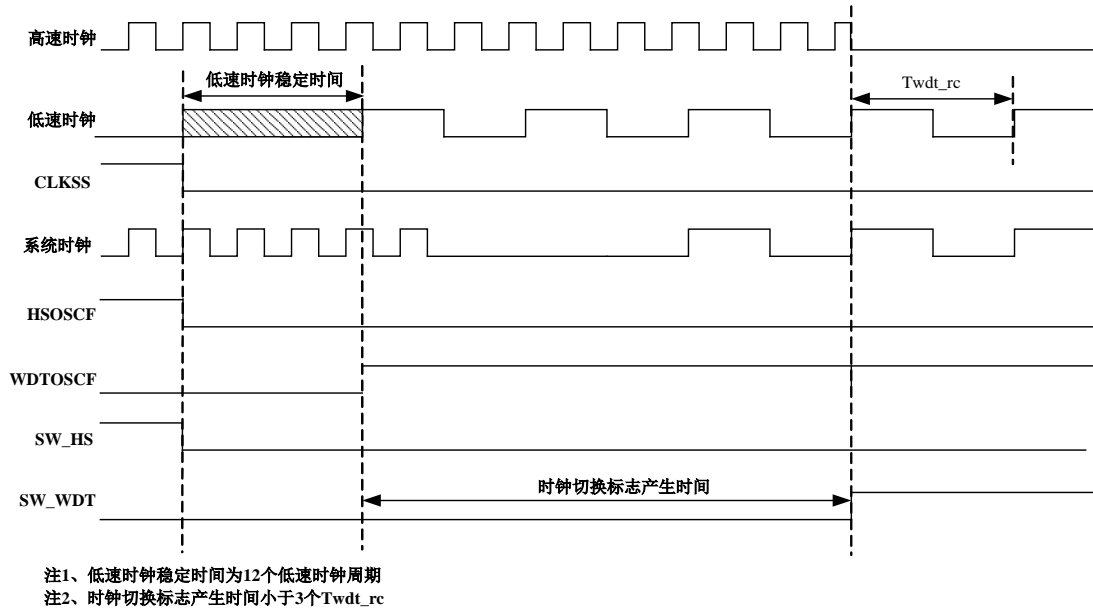 高速时钟
低速时钟稳定时间
Twdt_rc
低速时钟
CLKSS
系统时钟
HSOSCF
WDTOSCF
SW_HS
时钟切换标志产生时间
SW_WDT
注1、低速时钟稳定时间为12个低速时钟周期
注2、时钟切换标志产生时间小于3个Twdt_rc